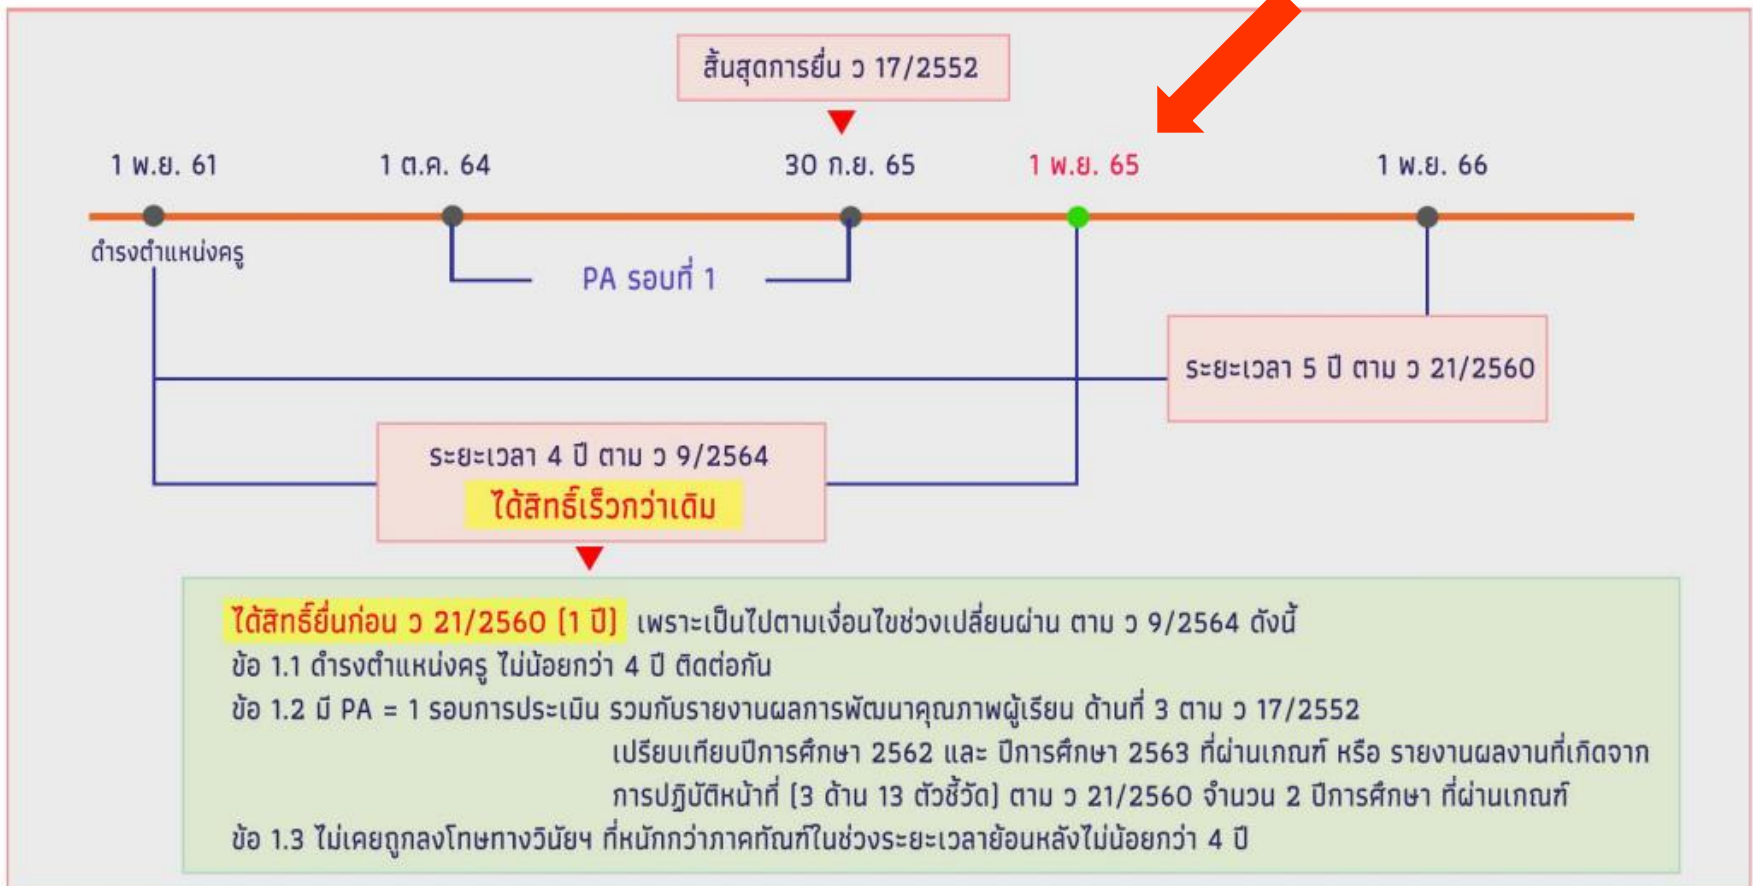 สิ้นสุดการยื่น ว 17/2552
1 พ.ย. 61
1 ต.ค. 64
30 ก.ย. 65
1 พ.ย. 65
1 พ.ย. 66
ดำรงตำแหน่งครู
PA รอบที่ 1
ระยะเวลา 5 ปี ตาม ว 21/2560
ระยะเวลา 4 ปี ตาม ว 9/2564
ได้สิทธิ์เร็วกว่าเดิม
ได้สิทธิ์ยื่นก่อน ว 21/2560 (1 ปี) เพราะเป็นไปตามเงื่อนไขช่วงเปลี่ยนผ่าน ตาม ว 9/2564 ดังนี้
ข้อ 1.1 ดำรงตำแหน่งครู ไม่น้อยกว่า 4 ปี ติดต่อกัน
ข้อ 1.2 มี PA = 1 รอบการประเมิน รวมกับรายงานผลการพัฒนาคุณภาพผู้เรียน ด้านที่ 3 ตาม ว 17/2552
เปรียบเทียบปีการศึกษา 2562 และ ปีการศึกษา 2563 ที่ผ่านเกณฑ์ หรือ รายงานผลงานที่เกิดจาก
การปฏิบัติหน้าที่ (3 ด้าน 13 ตัวชี้วัด) ตาม ว 21/2560 จำนวน 2 ปีการศึกษา ที่ผ่านเกณฑ์
ข้อ 1.3 ไม่เคยถูกลงโทษทางวินัยฯ ที่หนักกว่าภาคทัณฑ์ในช่วงระยะเวลาย้อนหลังไม่น้อยกว่า 4 ปี